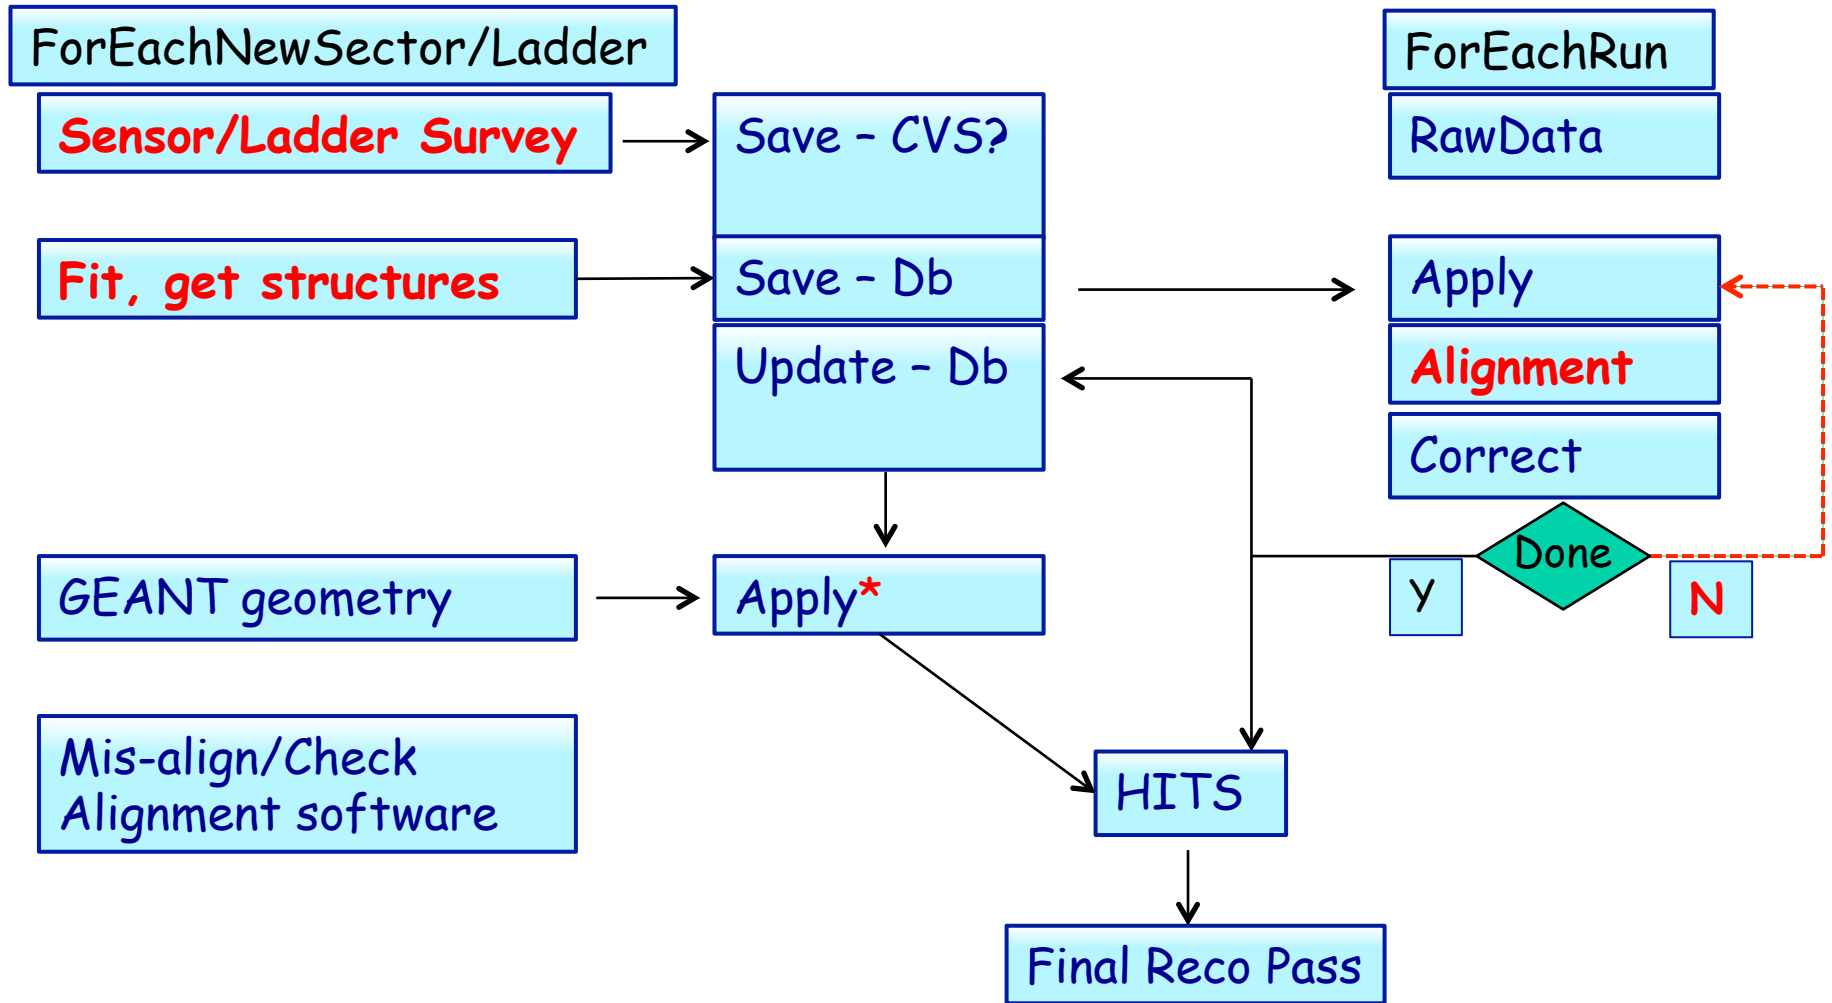 ForEachNewSector/Ladder
Sensor/Ladder Survey
Fit, get structures
GEANT geometry
Mis-align/Check
Alignment software
Save – CVS?
Save – Db
Update – Db
Apply*
HITS
Final Reco Pass
ForEachRun
RawData
Apply
Alignment
Correct
Done
Y
N